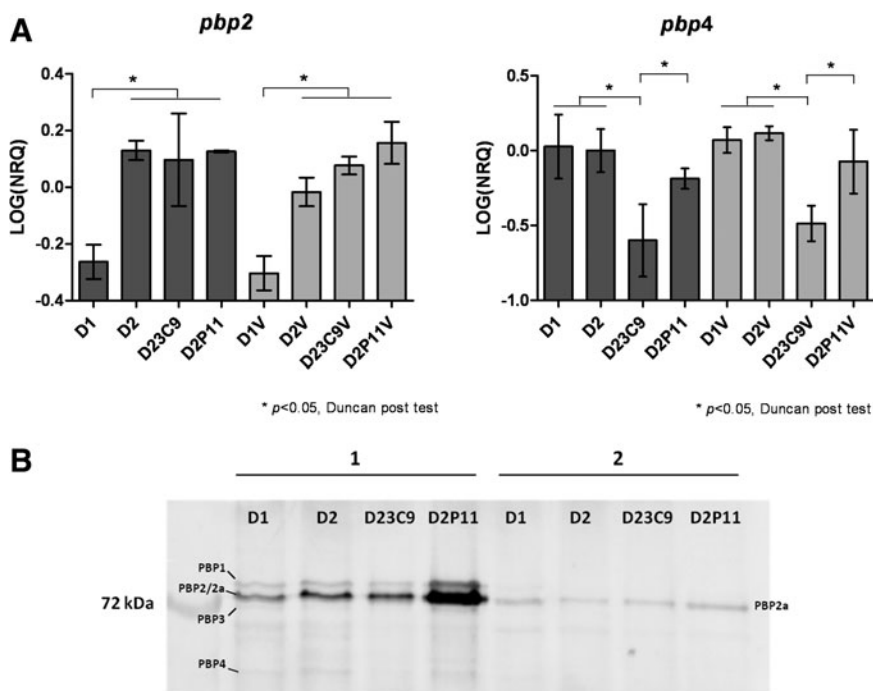 A
pbp2
pbp4
LOG(NRQ)
0.4
0.2
0.0
-0.2
-0.4
*
*
D1
D2
D23C9
D2P11
D1V
D2V
D23C9V
D2P11V
* p<0.05, Duncan post test
LOG(NRQ)
0.5
0.0
-0.5
-1.0
*
*
*
*
D1
D2
D23C9
D2P11
D1V
D2V
D23C9V
D2P11V
* p<0.05, Duncan post test
B
1 2
D1 D2 D23C9 D2P11 D1 D2 D23C9 D2P11
PBP1
PBP2/2a
72 kDa
PBP2a
PBP3
PBP4